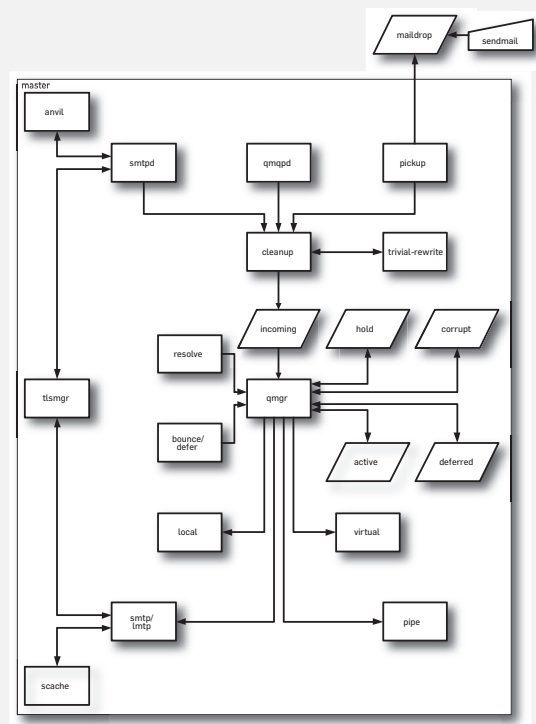 maildrop
sendmail
master
anvil
smtpd
qmqpd
pickup
cleanup
trivial-rewrite
incoming
hold
corrupt
resolve
tlsmgr
qmgr
bounce/
defer
active
deferred
local
virtual
smtp/
lmtp
pipe
scache